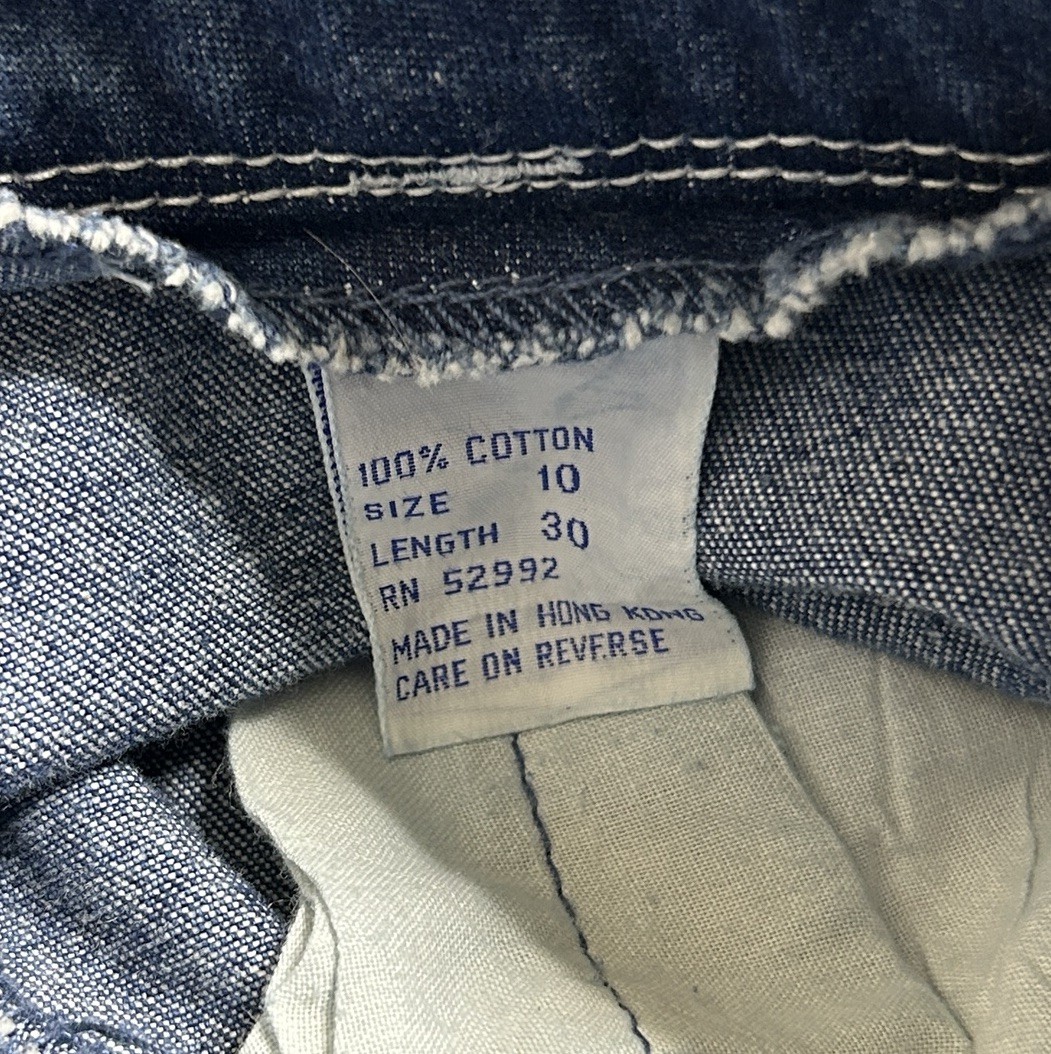 100% COTTON
SIZE 10
LENGTH 30
RN 52992
MADE IN HONG KONG
CARE ON REVERSE